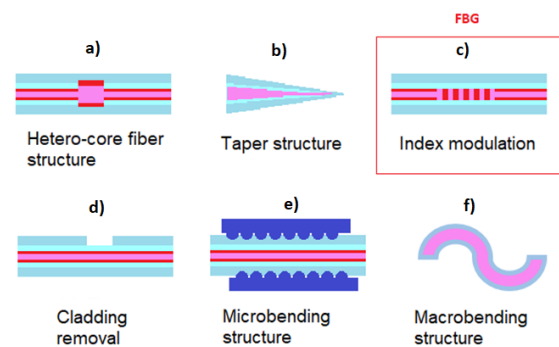 FBG
a)
b)
c)
Hetero-core fiber
structure
Taper structure
Index modulation
d)
e)
f)
Cladding
removal
Microbending
structure
Macrobending
structure